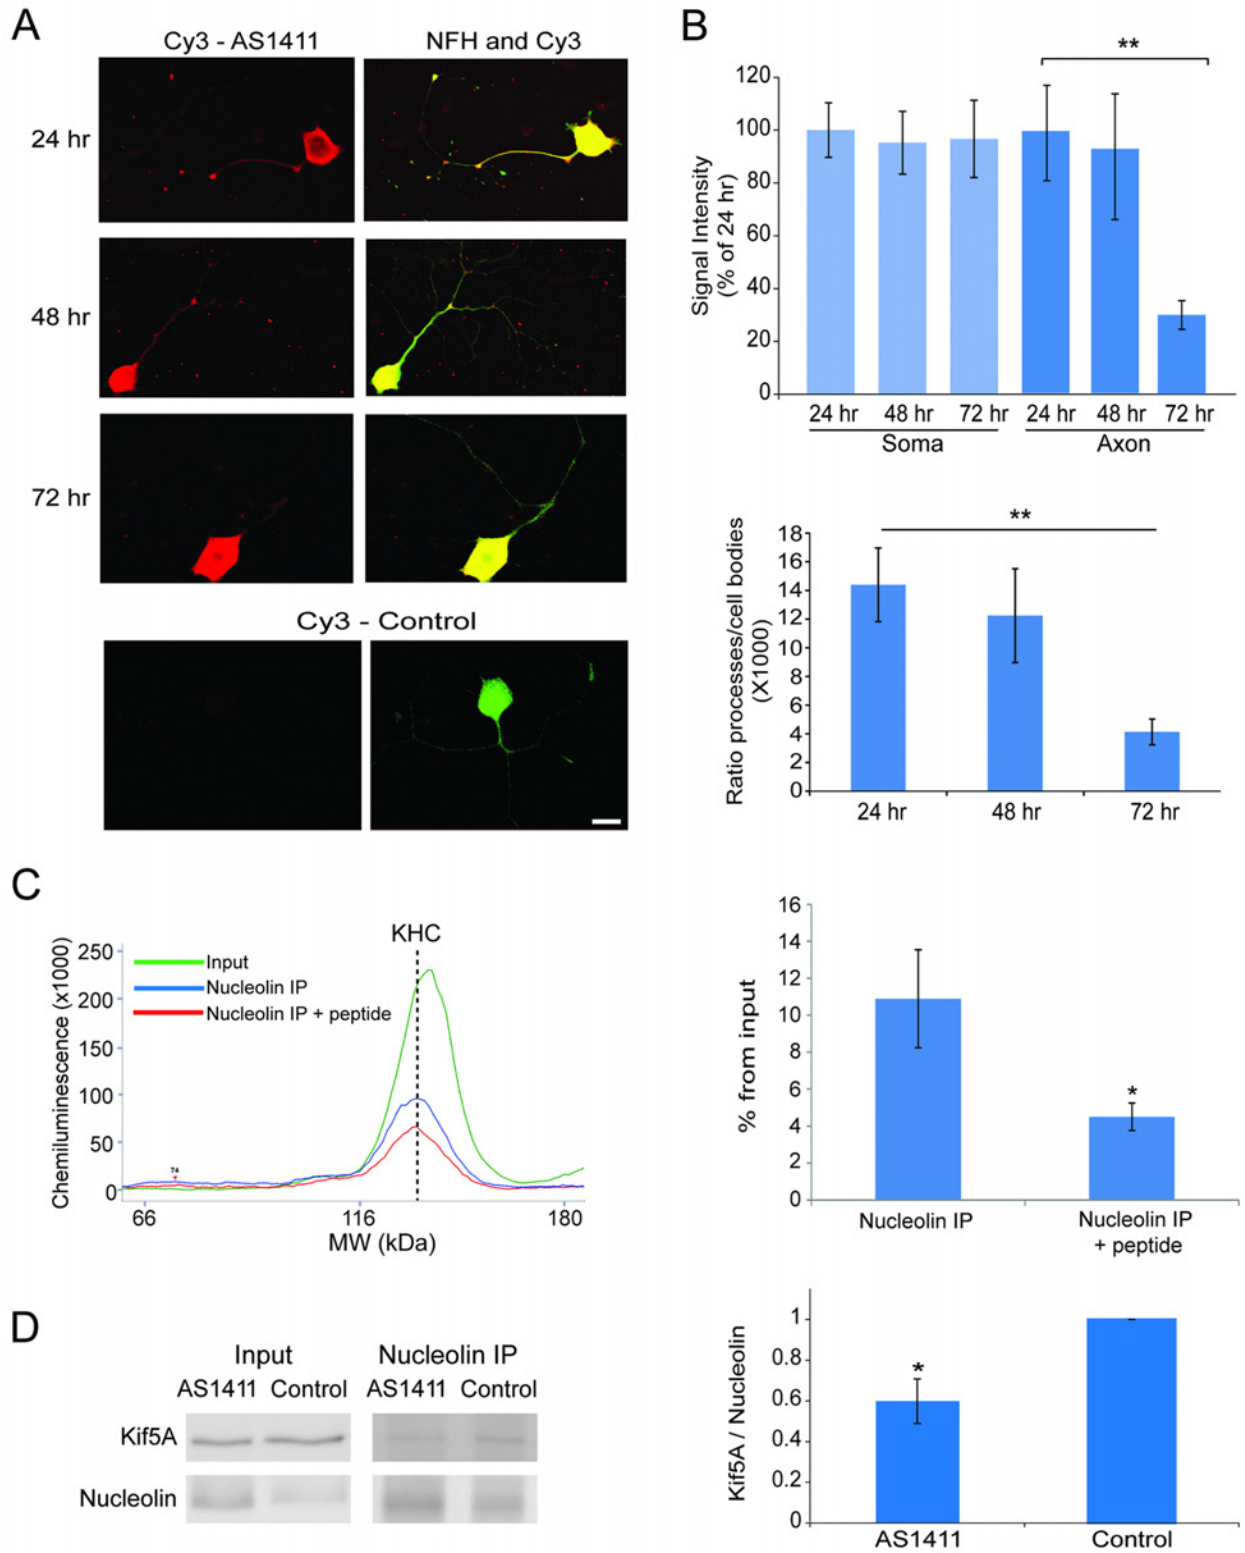 A
Cy3 - AS1411
NFH and Cy3
24 hr
48 hr
72 hr
Cy3 - Control
B
**
Signal Intensity
(% of 24 hr)
120
100
80
60
40
20
0
24 hr 48 hr 72 hr 24 hr 48 hr 72 hr
Soma
Axon
**
Ratio processes/cell bodies
(X1000)
18
16
14
12
10
8
6
4
2
0
24 hr
48 hr
72 hr
C
KHC
Chemiluminescence (x1000)
250
200
150
100
50
0
Input
Nucleolin IP
Nucleolin IP + peptide
74
66
116
180
MW (kDa)
% from input
16
14
12
10
8
6
4
2
0
*
Nucleolin IP
Nucleolin IP
+ peptide
D
Input
Nucleolin IP
AS1411 Control
AS1411 Control
Kif5A
Nucleolin
Kif5A / Nucleolin
1
0.8
0.6
0.4
0.2
0
*
AS1411
Control